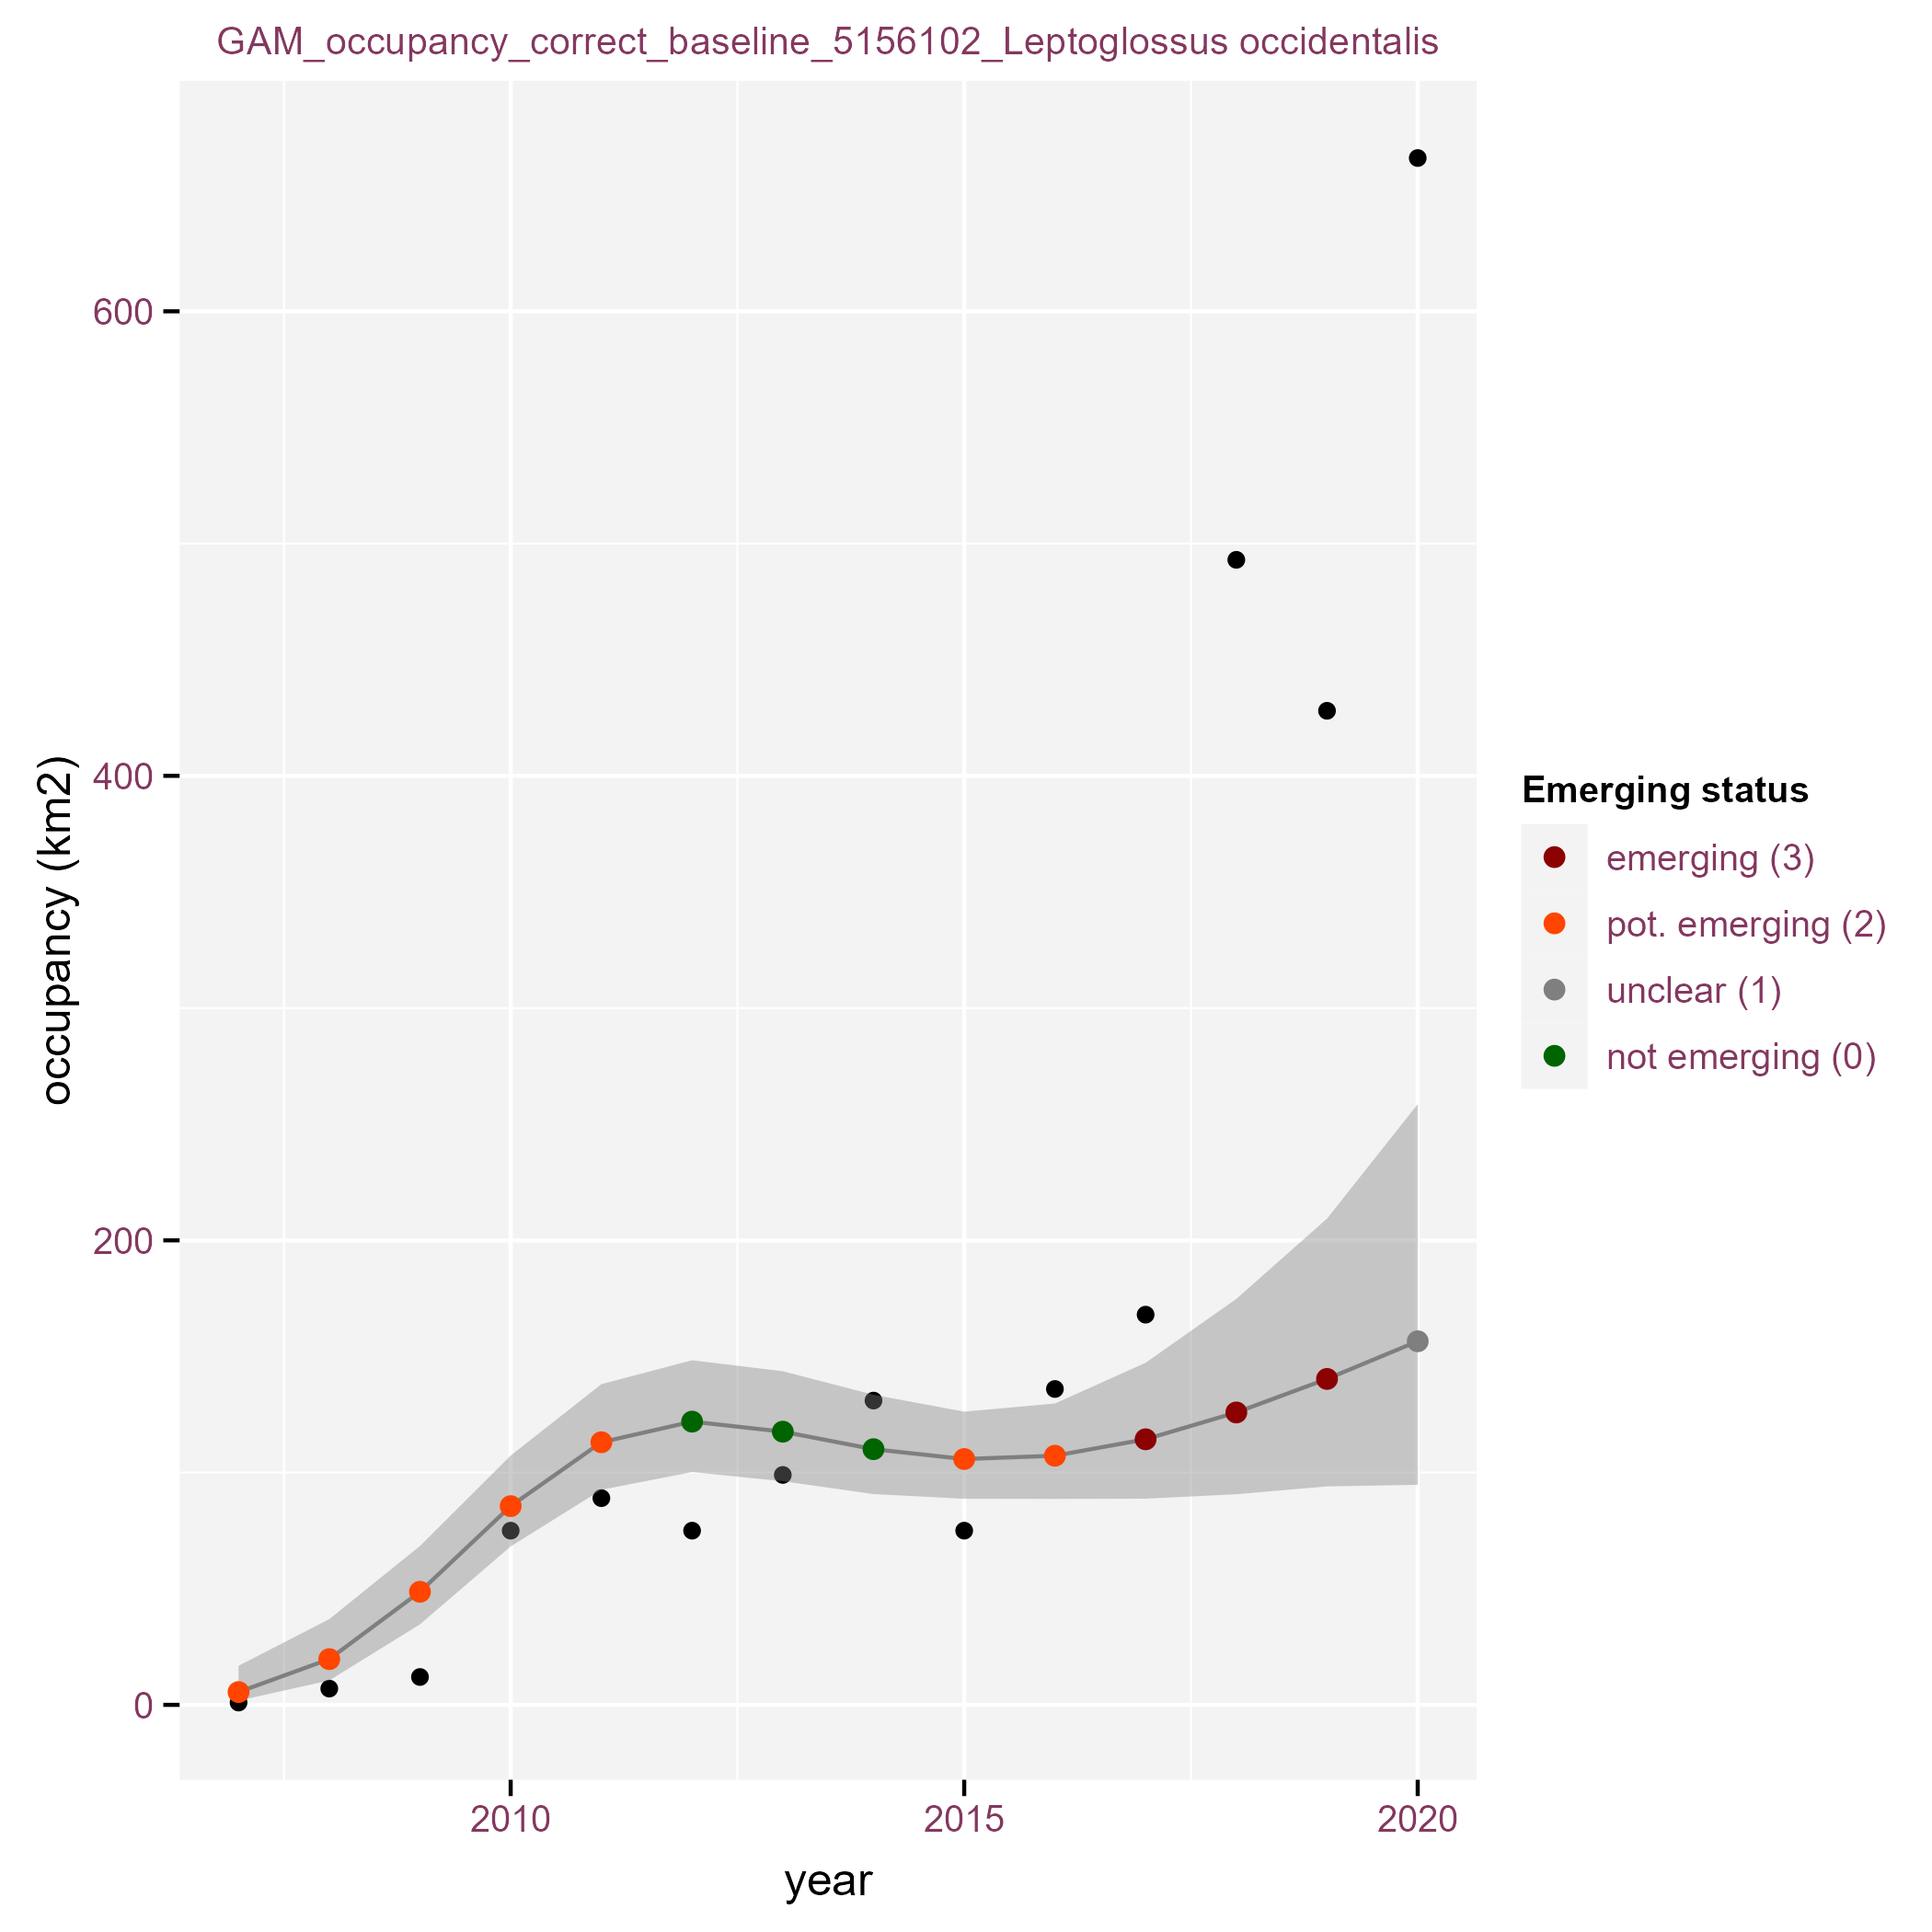 GAM_occupancy_correct_baseline_5156102_Leptoglossus occidentalis
600
400
200
0
occupancy (km2)
2010
2015
2020
year
Emerging status
emerging (3)
pot. emerging (2)
unclear (1)
not emerging (0)